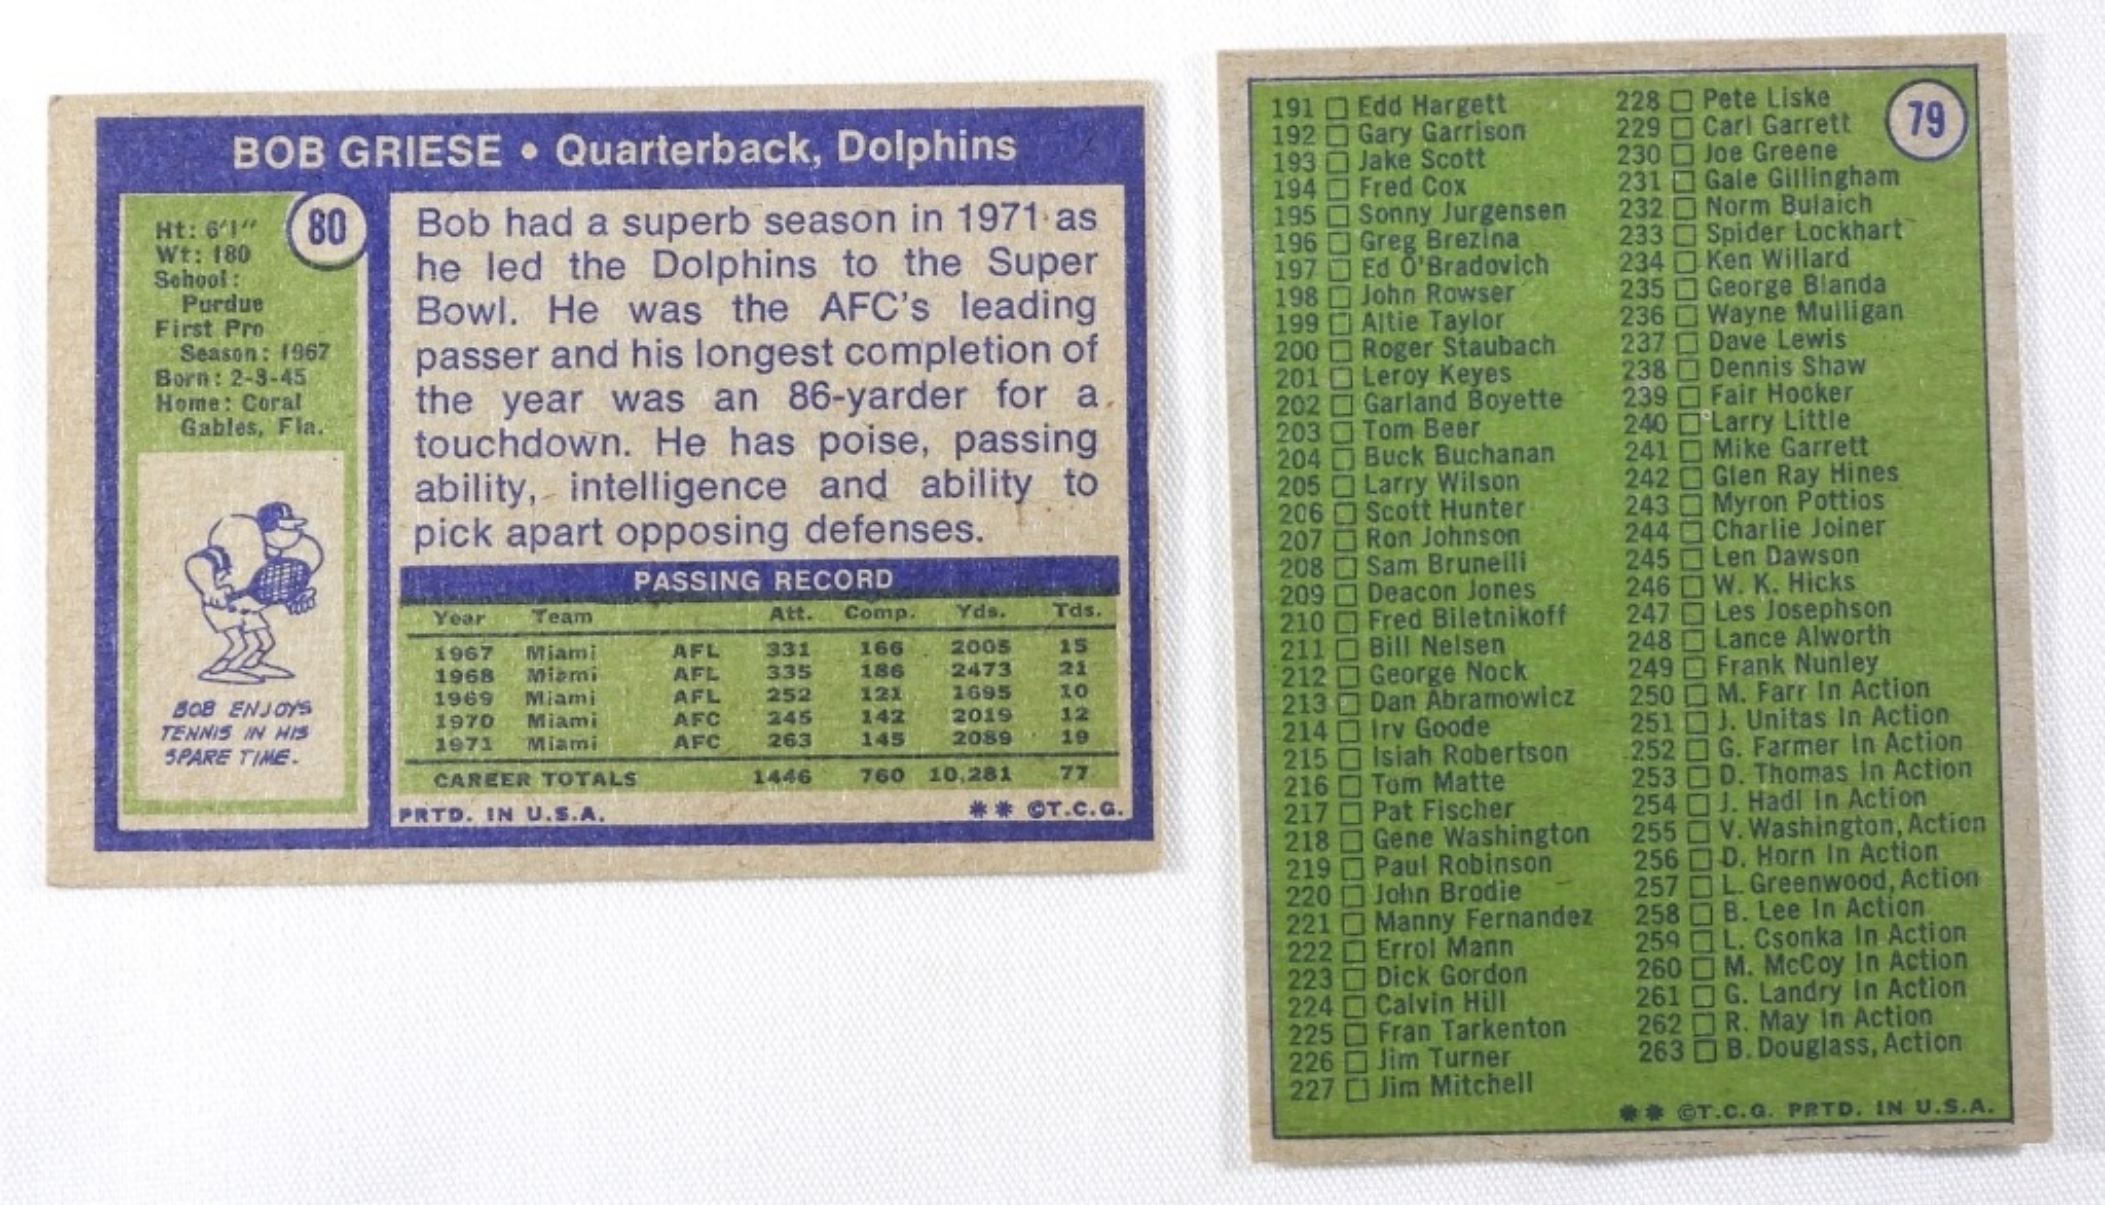 BOB GRIESE • Quarterback, Dolphins
80
Ht: 6'1"
Wt: 180
School:
Purdue
First Pro
Season: 1967
Born: 2-3-45
Home: Coral
Gables, Fla.
BOB ENJOYS
TENNIS IN HIS
SPARE TIME.
Bob had a superb season in 1971 as
he led the Dolphins to the Super
Bowl. He was the AFC's leading
passer and his longest completion of
the year was an 86-yarder for a
touchdown. He has poise, passing
ability, intelligence and ability to
pick apart opposing defenses.
PASSING RECORD
Year Team Att. Comp. Yds. Tds.
1967 Miami AFL 331 166 2005 15
1968 Miami AFL 335 186 2473 21
1969 Miami AFL 252 121 1695 10
1970 Miami AFC 245 142 2019 12
1971 Miami AFC 263 145 2089 19
CAREER TOTALS 1446 760 10,281 77
PRTD. IN U.S.A. ** ©T.C.G.
79
191 Edd Hargett
192 Gary Garrison
193 Jake Scott
194 Fred Cox
195 Sonny Jurgensen
196 Greg Brezina
197 Ed O'Bradovich
198 John Rowser
199 Altie Taylor
200 Roger Staubach
201 Leroy Keyes
202 Garland Boyette
203 Tom Beer
204 Buck Buchanan
205 Larry Wilson
206 Scott Hunter
207 Ron Johnson
208 Sam Brunelli
209 Deacon Jones
210 Fred Biletnikoff
211 Bill Nelsen
212 George Nock
213 Dan Abramowicz
214 Irv Goode
215 Isiah Robertson
216 Tom Matte
217 Pat Fischer
218 Gene Washington
219 Paul Robinson
220 John Brodie
221 Manny Fernandez
222 Errol Mann
223 Dick Gordon
224 Calvin Hill
225 Fran Tarkenton
226 Jim Turner
227 Jim Mitchell
228 Pete Liske
229 Carl Garrett
230 Joe Greene
231 Gale Gillingham
232 Norm Bulaich
233 Spider Lockhart
234 Ken Willard
235 George Blanda
236 Wayne Mulligan
237 Dave Lewis
238 Dennis Shaw
239 Fair Hooker
240 Larry Little
241 Mike Garrett
242 Glen Ray Hines
243 Myron Pottios
244 Charlie Joiner
245 Len Dawson
246 W. K. Hicks
247 Les Josephson
248 Lance Alworth
249 Frank Nunley
250 M. Farr In Action
251 J. Unitas In Action
252 G. Farmer In Action
253 D. Thomas In Action
254 J. Hadl In Action
255 V. Washington, Action
256 D. Horn In Action
257 L. Greenwood, Action
258 B. Lee In Action
259 L. Csonka In Action
260 M. McCoy In Action
261 G. Landry In Action
262 R. May In Action
263 B. Douglass, Action
** ©T.C.G. PRTD. IN U.S.A.